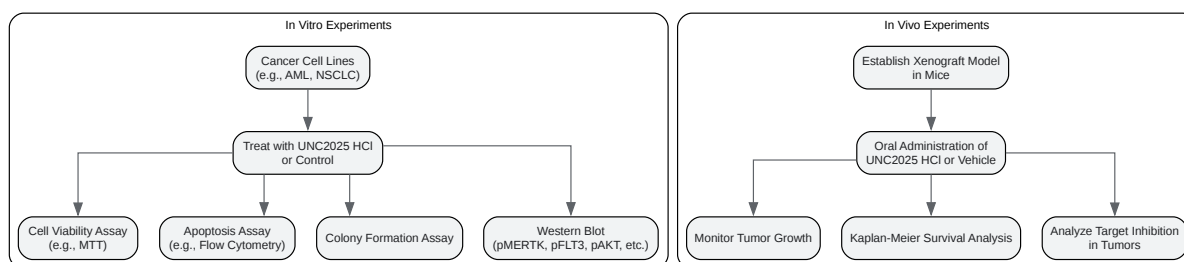 In Vitro Experiments
Cancer Cell Lines
(e.g., AML, NSCLC)
Treat with UNC2025 HCl
or Control
Cell Viability Assay
(e.g., MTT)
Apoptosis Assay
(e.g., Flow Cytometry)
Colony Formation Assay
Western Blot
(pMERTK, pFLT3, pAKT, etc.)
In Vivo Experiments
Establish Xenograft Model
in Mice
Oral Administration of
UNC2025 HCl or Vehicle
Monitor Tumor Growth
Kaplan-Meier Survival Analysis
Analyze Target Inhibition
in Tumors